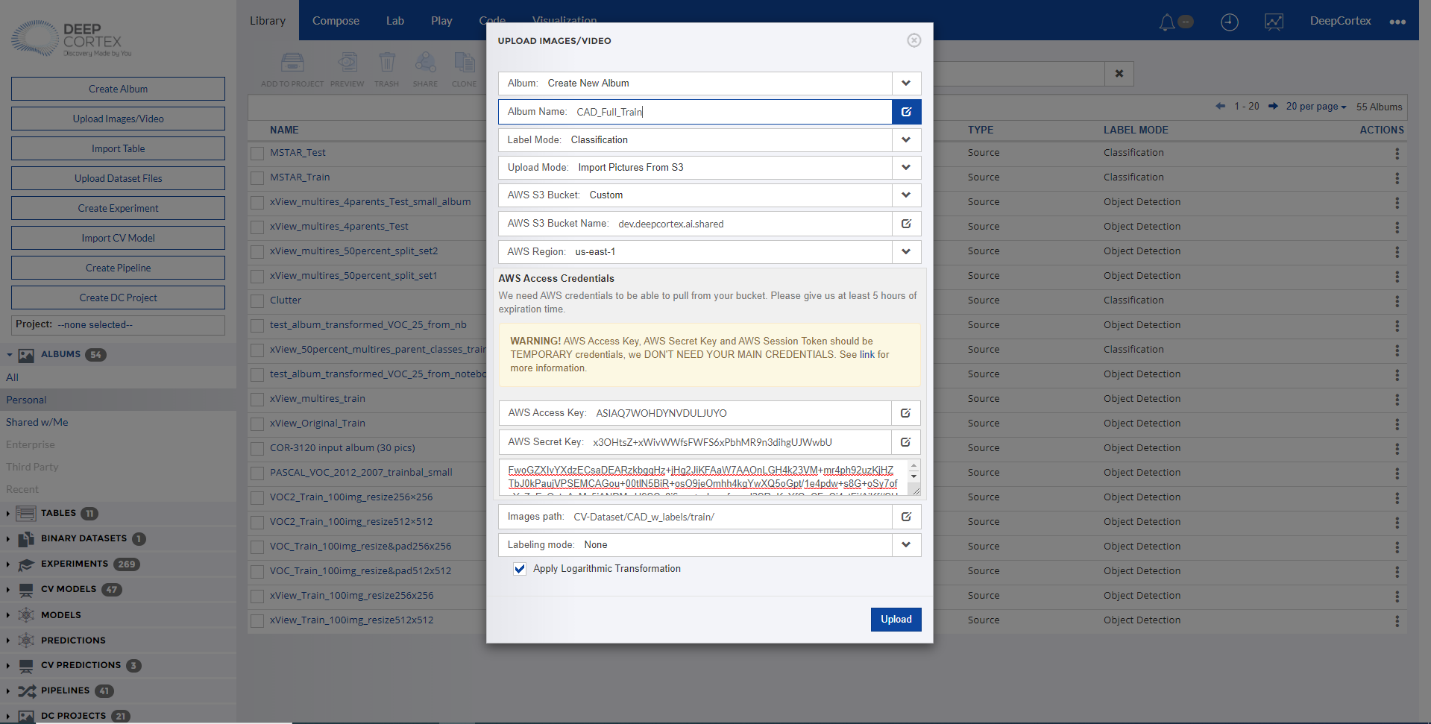 DEEP
CORTEX
Discovery Made by You
Library Compose Lab Play Code Visualization
DeepCortex
Create Album
Upload Images/Video
Import Table
Upload Dataset Files
Create Experiment
Import CV Model
Create Pipeline
Create DC Project
Project: --none selected--
ALBUMS 54
All
Personal
Shared w/Me
Enterprise
Third Party
Recent
TABLES 11
BINARY DATASETS 1
EXPERIMENTS 269
CV MODELS 47
MODELS
PREDICTIONS
CV PREDICTIONS 3
PIPELINES 41
DC PROJECTS 21
ADD TO PROJECT PREVIEW TRASH SHARE CLONE
1 - 20 20 per page 55 Albums
NAME TYPE LABEL MODE ACTIONS
MSTAR_Test Source Classification
MSTAR_Train Source Classification
xView_multires_4parents_Test_small_album Source Object Detection
xView_multires_4parents_Test Source Object Detection
xView_multires_50percent_split_set2 Source Object Detection
xView_multires_50percent_split_set1 Source Object Detection
Clutter Source Classification
test_album_transformed_VOC_25_from_nb Source Object Detection
xView_50percent_multires_parent_classes_train Source Classification
test_album_transformed_VOC_25_from_notebo Source Object Detection
xView_multires_train Source Object Detection
xView_Original_Train Source Object Detection
COR-3120 input album (30 pics) Source Object Detection
PASCAL_VOC_2012_2007_trainbal_small Source Object Detection
VOC2_Train_100img_resize256×256 Source Object Detection
VOC2_Train_100img_resize512×512 Source Object Detection
VOC_Train_100img_resize&pad256x256 Source Object Detection
VOC_Train_100img_resize&pad512x512 Source Object Detection
xView_Train_100img_resize256x256 Source Object Detection
xView_Train_100img_resize512x512 Source Object Detection
UPLOAD IMAGES/VIDEO
Album: Create New Album
Album Name: CAD_Full_Train
Label Mode: Classification
Upload Mode: Import Pictures From S3
AWS S3 Bucket: Custom
AWS S3 Bucket Name: dev.deepcortex.ai.shared
AWS Region: us-east-1
AWS Access Credentials
We need AWS credentials to be able to pull from your bucket. Please give us at least 5 hours of
expiration time.
WARNING! AWS Access Key, AWS Secret Key and AWS Session Token should be
TEMPORARY credentials, we DON'T NEED YOUR MAIN CREDENTIALS. See link for
more information.
AWS Access Key: ASIAQ7WOHDYNVDULJUYO
AWS Secret Key: x3OHtsZ+xWivWWfsFWFS6xPbhMR9n3dihgUJWwbU
Images path: CV-Dataset/CAD_w_labels/train/
Labeling mode: None
Apply Logarithmic Transformation
Upload